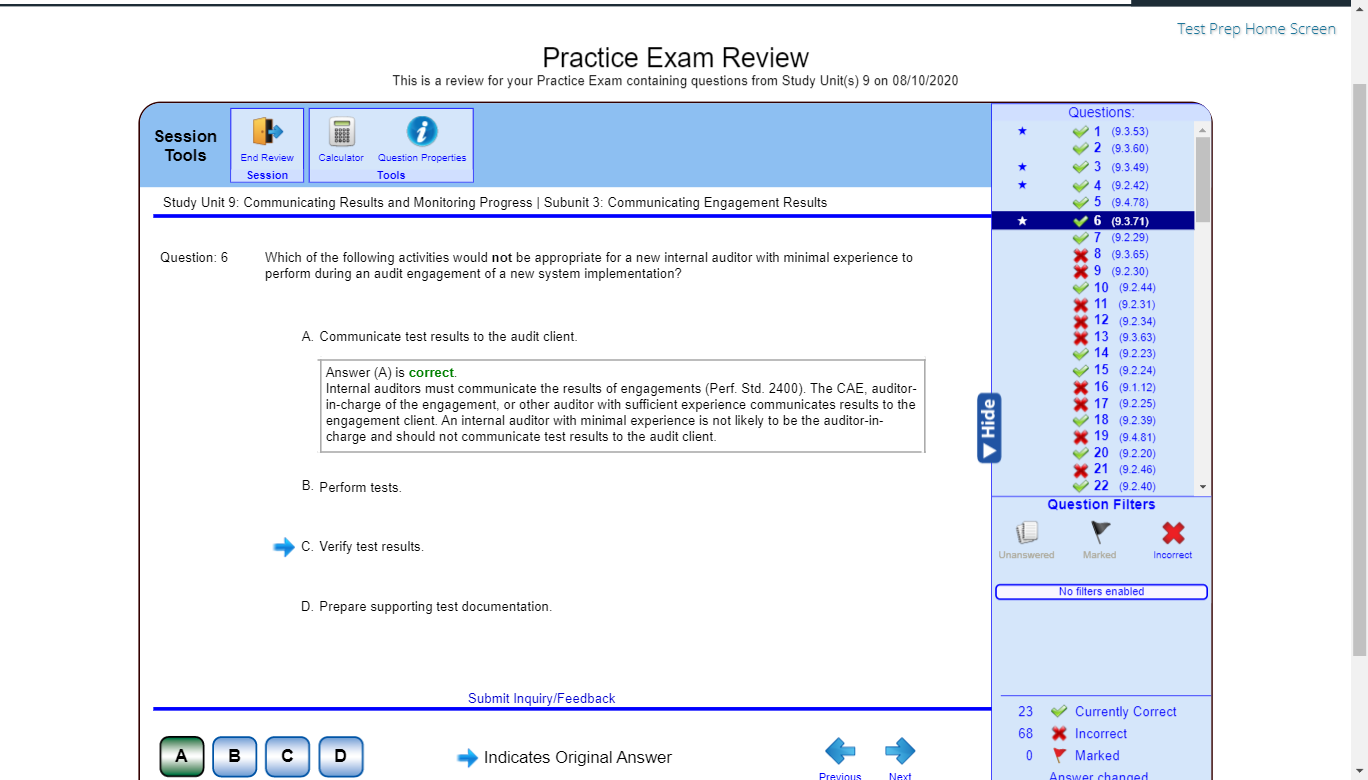 Test Prep Home Screen
Practice Exam Review
This is a review for your Practice Exam containing questions from Study Unit(s) 9 on 08/10/2020
Session
Tools
End Review
Session
Calculator
Question Properties
Tools
Study Unit 9: Communicating Results and Monitoring Progress | Subunit 3: Communicating Engagement Results
Question: 6
Which of the following activities would not be appropriate for a new internal auditor with minimal experience to
perform during an audit engagement of a new system implementation?
A. Communicate test results to the audit client.
Answer (A) is correct.
Internal auditors must communicate the results of engagements (Perf. Std. 2400). The CAE, auditor-
in-charge of the engagement, or other auditor with sufficient experience communicates results to the
engagement client. An internal auditor with minimal experience is not likely to be the auditor-in-
charge and should not communicate test results to the audit client.
B. Perform tests.
C. Verify test results.
D. Prepare supporting test documentation.
Submit Inquiry/Feedback
A B C D
Indicates Original Answer
Previous
Next
Hide
Questions:
1 (9.3.53)
2 (9.3.60)
3 (9.3.49)
4 (9.2.42)
5 (9.4.78)
6 (9.3.71)
7 (9.2.29)
8 (9.3.65)
9 (9.2.30)
10 (9.2.44)
11 (9.2.31)
12 (9.2.34)
13 (9.3.63)
14 (9.2.23)
15 (9.2.24)
16 (9.1.12)
17 (9.2.25)
18 (9.2.39)
19 (9.4.81)
20 (9.2.20)
21 (9.2.46)
22 (9.2.40)
Question Filters
Unanswered
Marked
Incorrect
No filters enabled
23 Currently Correct
68 Incorrect
0 Marked
Answer changed